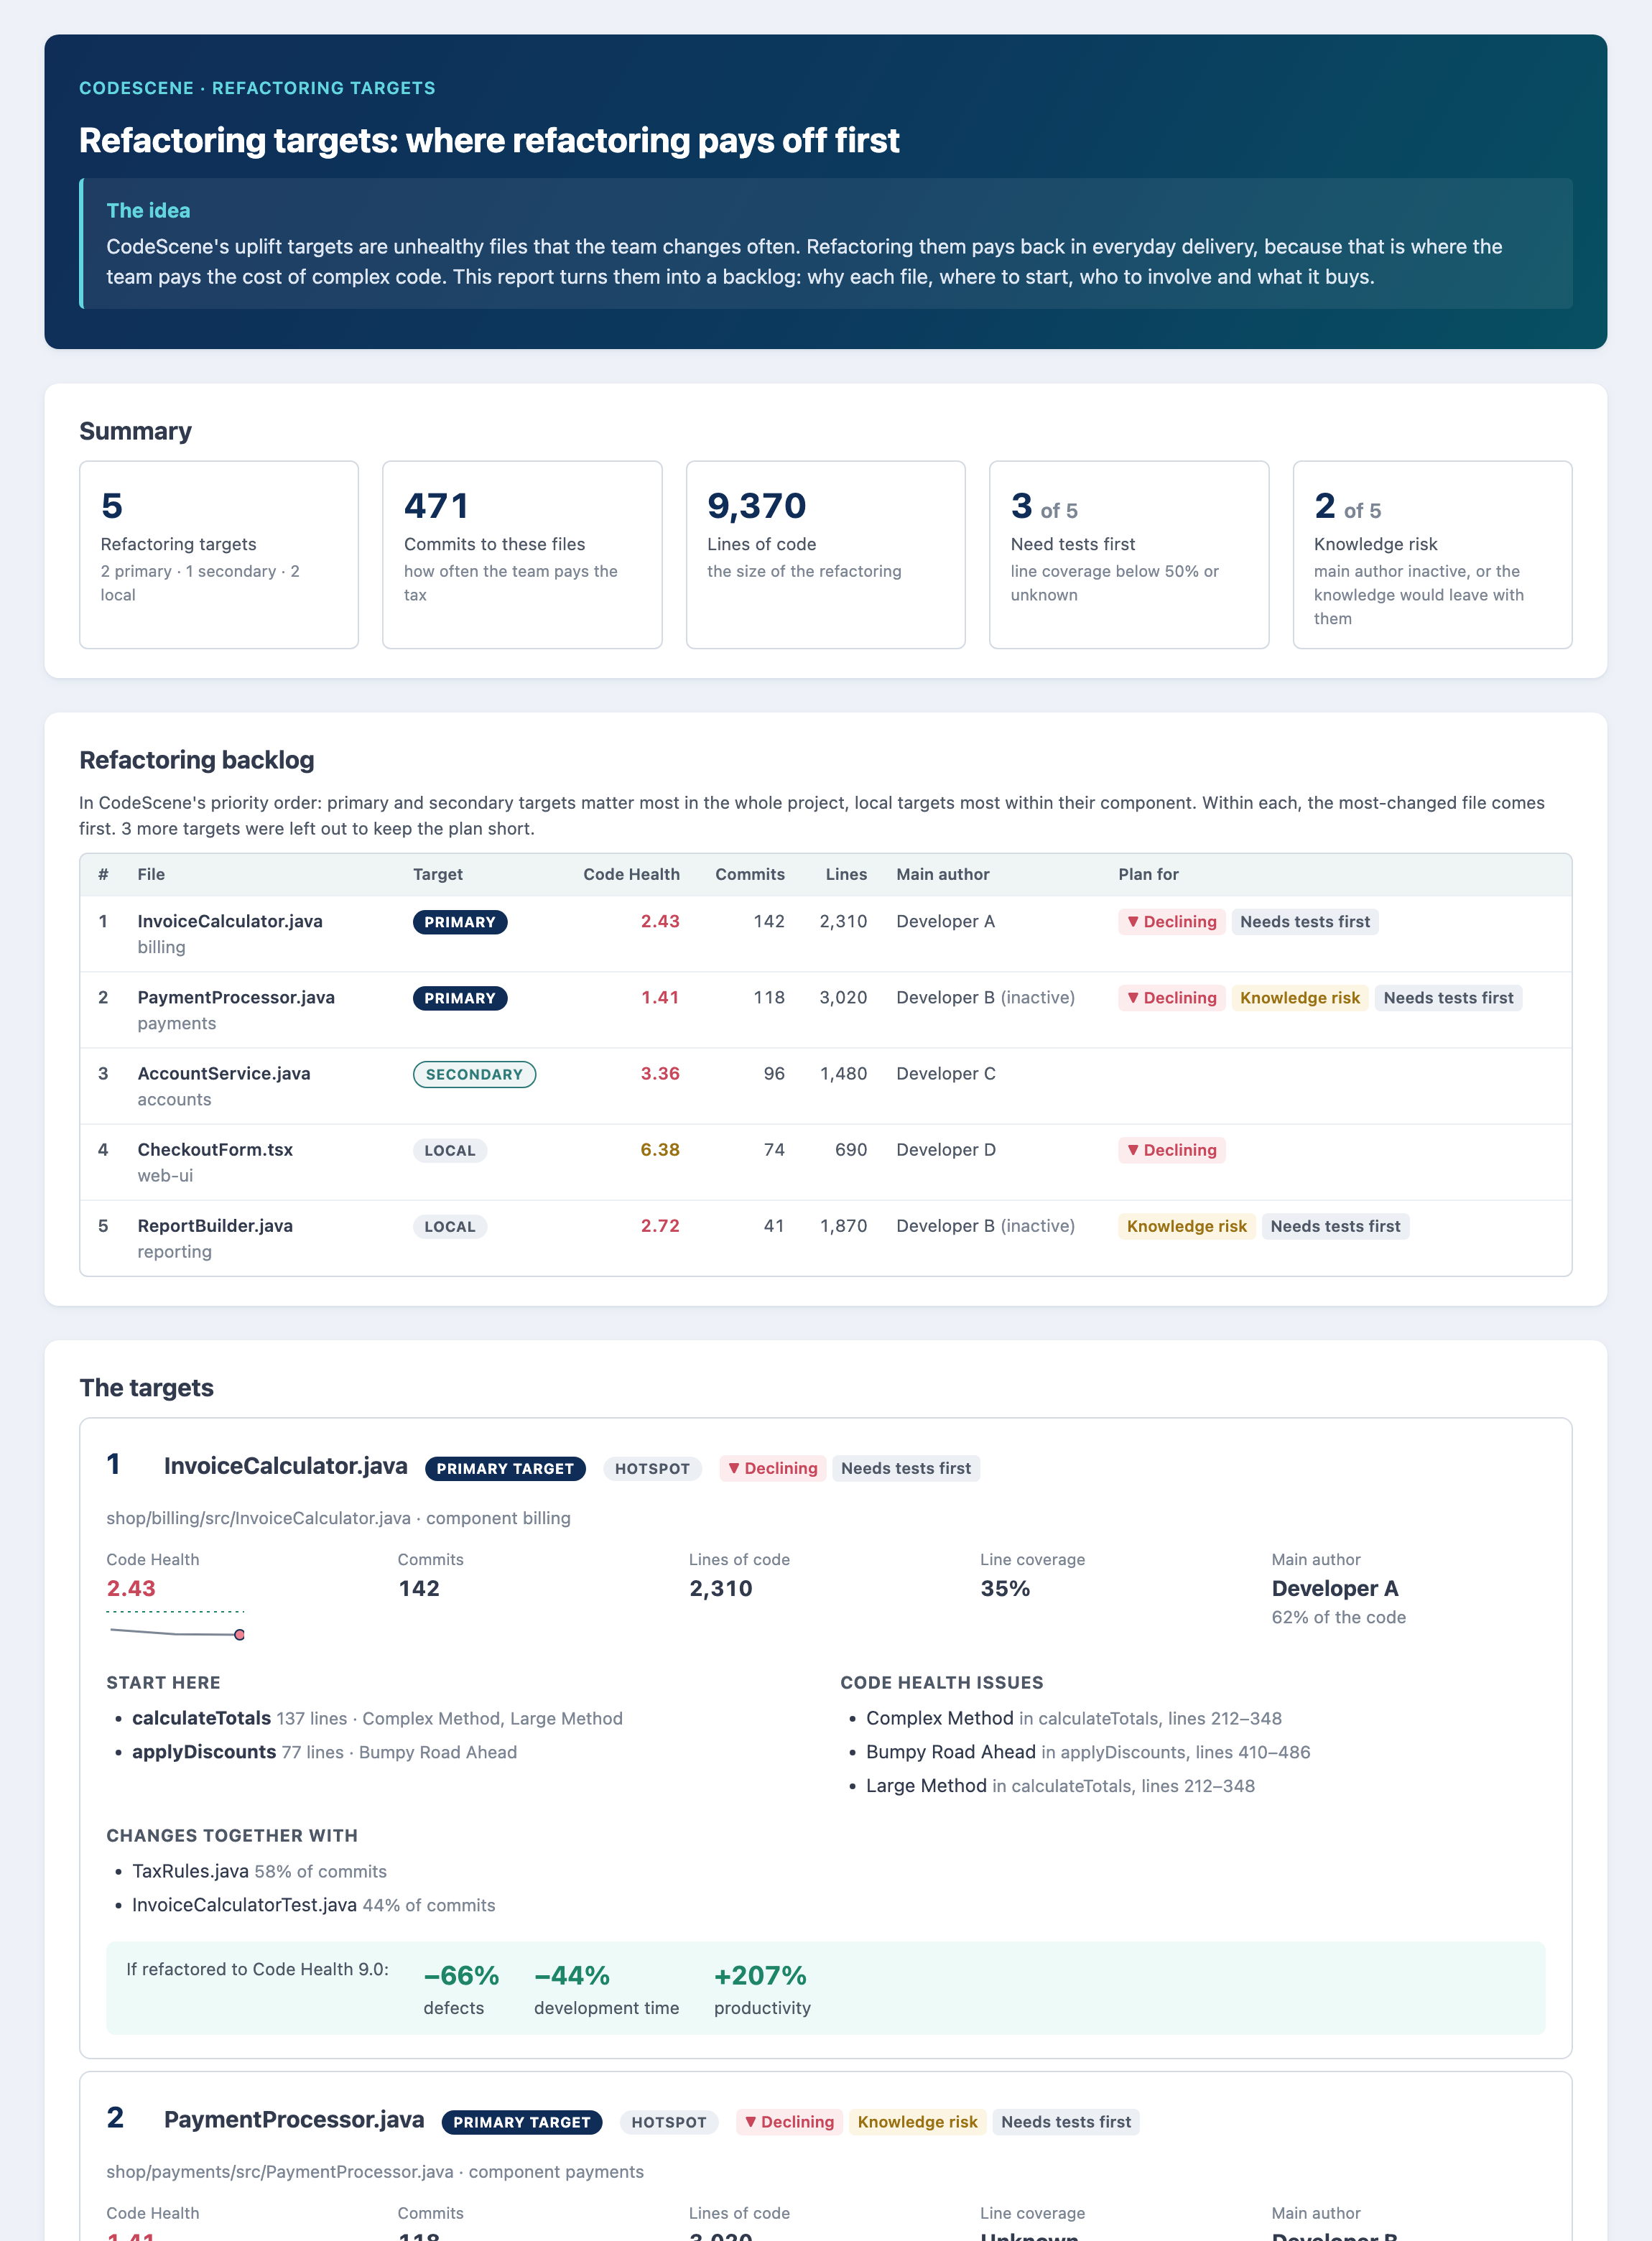 CODESCENE · REFACTORING TARGETS
Refactoring targets: where refactoring pays off first
The idea
CodeScene's uplift targets are unhealthy files that the team changes often. Refactoring them pays back in everyday delivery, because that is where the
team pays the cost of complex code. This report turns them into a backlog: why each file, where to start, who to involve and what it buys.
Summary
5
Refactoring targets
2 primary · 1 secondary · 2
local
471
Commits to these files
how often the team pays the
tax
9,370
Lines of code
the size of the refactoring
3 of 5
Need tests first
line coverage below 50% or
unknown
2 of 5
Knowledge risk
main author inactive, or the
knowledge would leave with
them
Refactoring backlog
In CodeScene's priority order: primary and secondary targets matter most in the whole project, local targets most within their component. Within each, the most-changed file comes
first. 3 more targets were left out to keep the plan short.
# File Target Code Health Commits Lines Main author Plan for
1 InvoiceCalculator.java PRIMARY 2.43 142 2,310 Developer A ▼ Declining Needs tests first
billing
2 PaymentProcessor.java PRIMARY 1.41 118 3,020 Developer B (inactive) ▼ Declining Knowledge risk Needs tests first
payments
3 AccountService.java SECONDARY 3.36 96 1,480 Developer C
accounts
4 CheckoutForm.tsx LOCAL 6.38 74 690 Developer D ▼ Declining
web-ui
5 ReportBuilder.java LOCAL 2.72 41 1,870 Developer B (inactive) Knowledge risk Needs tests first
reporting
The targets
1 InvoiceCalculator.java PRIMARY TARGET HOTSPOT ▼ Declining Needs tests first
shop/billing/src/InvoiceCalculator.java · component billing
Code Health Commits Lines of code Line coverage Main author
2.43 142 2,310 35% Developer A
62% of the code
START HERE
• calculateTotals 137 lines · Complex Method, Large Method
• applyDiscounts 77 lines · Bumpy Road Ahead
CODE HEALTH ISSUES
• Complex Method in calculateTotals, lines 212–348
• Bumpy Road Ahead in applyDiscounts, lines 410–486
• Large Method in calculateTotals, lines 212–348
CHANGES TOGETHER WITH
• TaxRules.java 58% of commits
• InvoiceCalculatorTest.java 44% of commits
If refactored to Code Health 9.0: −66% −44% +207%
defects development time productivity
2 PaymentProcessor.java PRIMARY TARGET HOTSPOT ▼ Declining Knowledge risk Needs tests first
shop/payments/src/PaymentProcessor.java · component payments
Code Health Commits Lines of code Line coverage Main author
1.41 118 3,020 Unknown Developer B